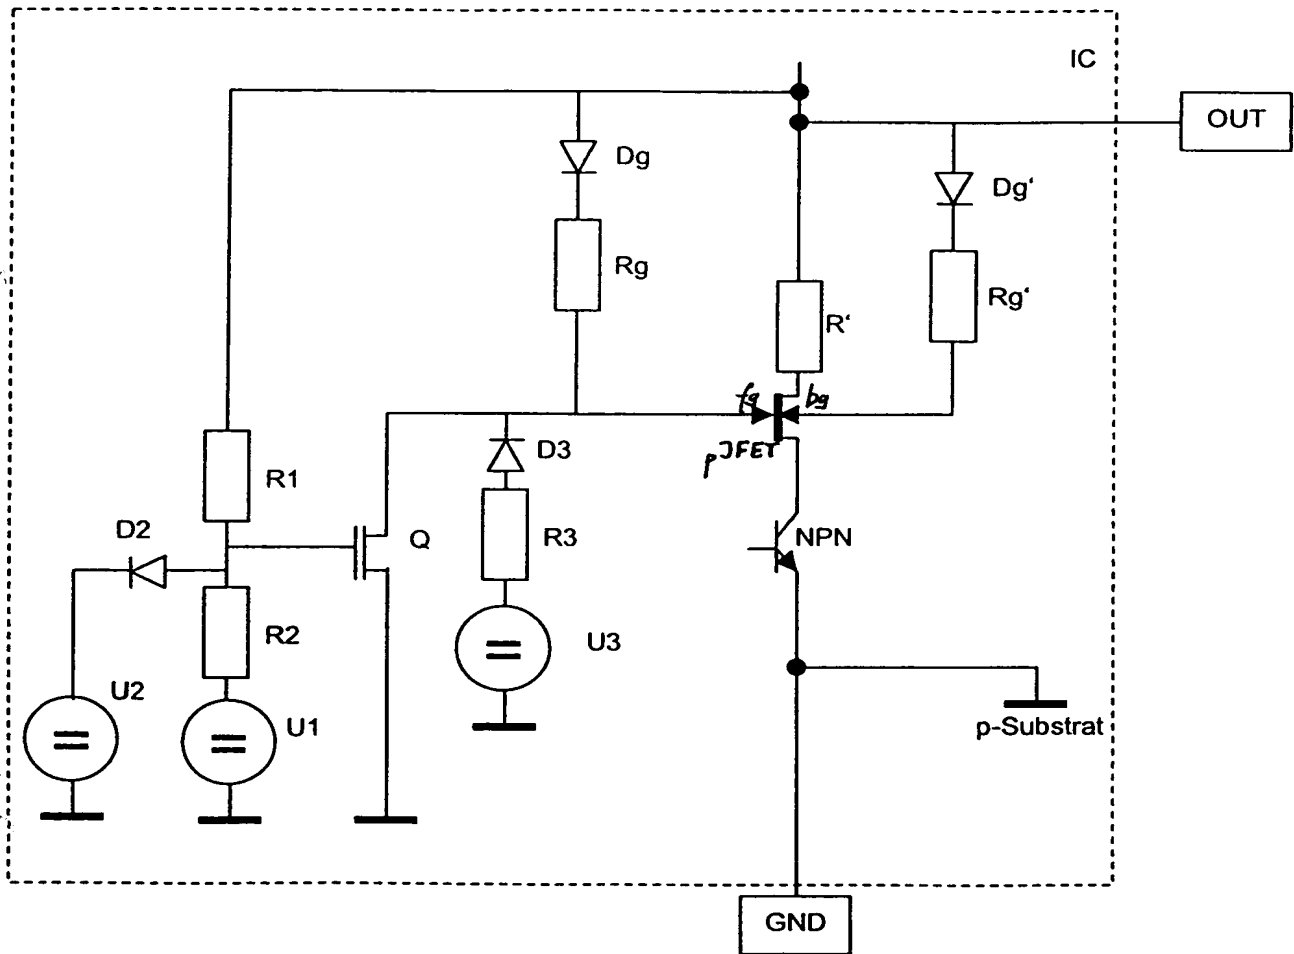 IC
OUT
Dg
Dg'
Rg
Rg'
R'
fg
bg
pJFET
D3
R1
D2
Q
R3
NPN
R2
U3
U2
U1
p-Substrat
GND